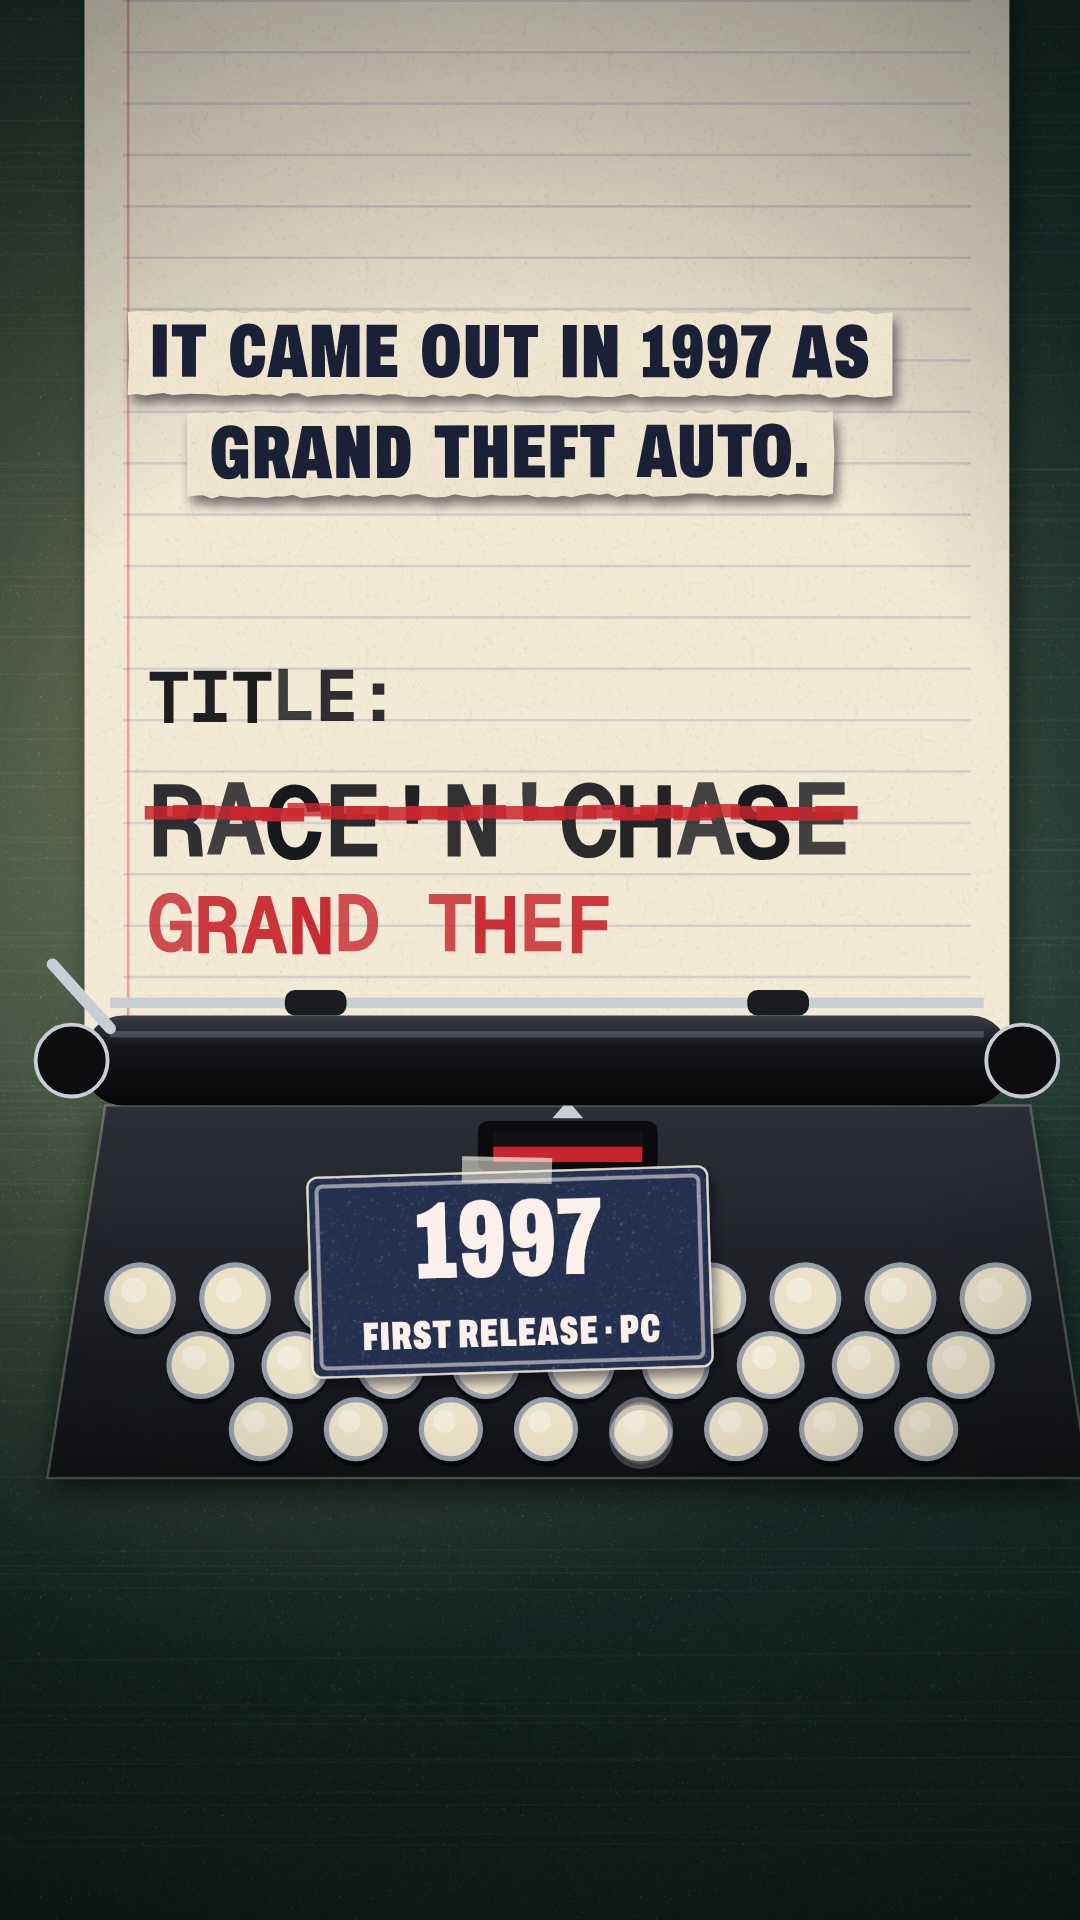 IT CAME OUT IN 1997 AS
GRAND THEFT AUTO.
TITLE:
RACE'N'CHASE
GRAND THEF
1997
FIRST RELEASE · PC